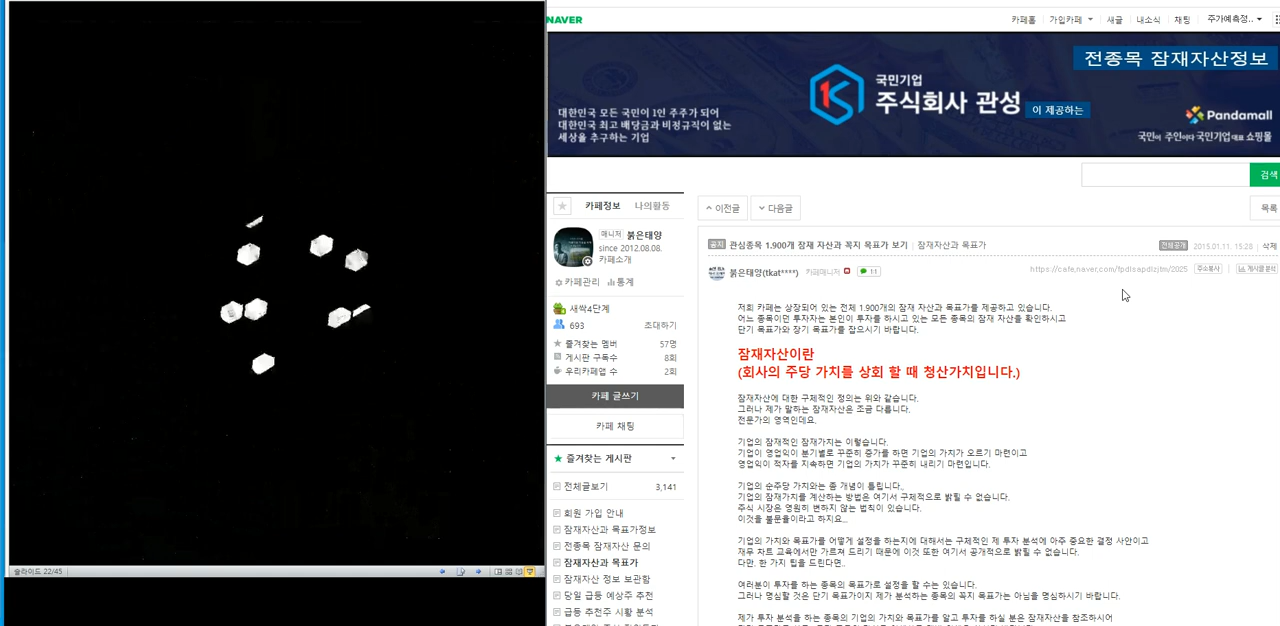 NAVER
카페홈 가입카페 새글 내소식 채팅 주가예측정..
전종목 잠재자산정보
국민기업
주식회사 관성 이 제공하는
대한민국 모든 국민이 1인 주주가 되어
대한민국 최고 배당금과 비정규직이 없는
세상을 추구하는 기업
Pandamall
국민이 주인이다 국민기업 대표 쇼핑몰
검색
카페정보 나의활동
매니저 붉은태양
since 2012.08.08.
카페소개
카페관리 통계
새싹4단계
693 초대하기
즐겨찾는 멤버 57명
게시판 구독수 8회
우리카페앱 수 2회
카페 글쓰기
카페 채팅
즐겨찾는 게시판
전체글보기 3,141
회원 가입 안내
잠재자산과 목표가정보
전종목 잠재자산 문의
잠재자산과 목표가
잠재자산 정보 보관함
당일 급등 예상주 추천
급등 추천주 시황 분석
이전글 다음글 목록
공지 관심종목 1.900개 잠재 자산과 꼭지 목표가 보기 | 잠재자산과 목표가 전체공개 2015.01.11. 15:28 삭제
붉은태양(tkat****) 카페매니저 1:1 https://cafe.naver.com/fpdlsapdlzjtm/2025 주소복사 게시물분석
저희 카페는 상장되어 있는 전체 1.900개의 잠재 자산과 목표가를 제공하고 있습니다.
어느 종목이던 투자자는 본인이 투자를 하시고 있는 모든 종목의 잠재 자산을 확인하시고
단기 목표가와 장기 목표가를 잡으시기 바랍니다.
잠재자산이란
(회사의 주당 가치를 상회 할 때 청산가치입니다.)
잠재자산에 대한 구체적인 정의는 위와 같습니다.
그러나 제가 말하는 잠재자산은 조금 다릅니다.
전문가의 영역인데요.
기업의 잠재적인 잠재가치는 이렇습니다.
기업이 영업익이 분기별로 꾸준히 증가를 하면 기업의 가치가 오르기 마련이고
영업익이 적자를 지속하면 기업의 가치가 꾸준히 내리기 마련입니다.
기업의 순주당 가치와는 좀 개념이 틀립니다..
기업의 잠재가치를 계산하는 방법은 여기서 구체적으로 밝힐 수 없습니다.
주식 시장은 영원히 변하지 않는 법칙이 있습니다.
이것을 불문율이라고 하지요...
기업의 가치와 목표가를 어떻게 설정을 하는지에 대해서는 구체적인 제 투자 분석에 아주 중요한 결정 사안이고
재무 차트 교육에서만 가르쳐 드리기 때문에 이것 또한 여기서 공개적으로 밝힐 수 없습니다.
다만, 한 가지 팁을 드린다면..
여러분이 투자를 하는 종목의 목표가로 설정을 할 수는 있습니다.
그러나 명심할 것은 단기 목표가이지 제가 분석하는 종목의 꼭지 목표가는 아님을 명심하시기 바랍니다.
제가 투자 분석을 하는 종목의 기업의 가치와 목표가를 알고 투자를 하실 분은 잠재자산을 참조하시어
슬라이드 22/45